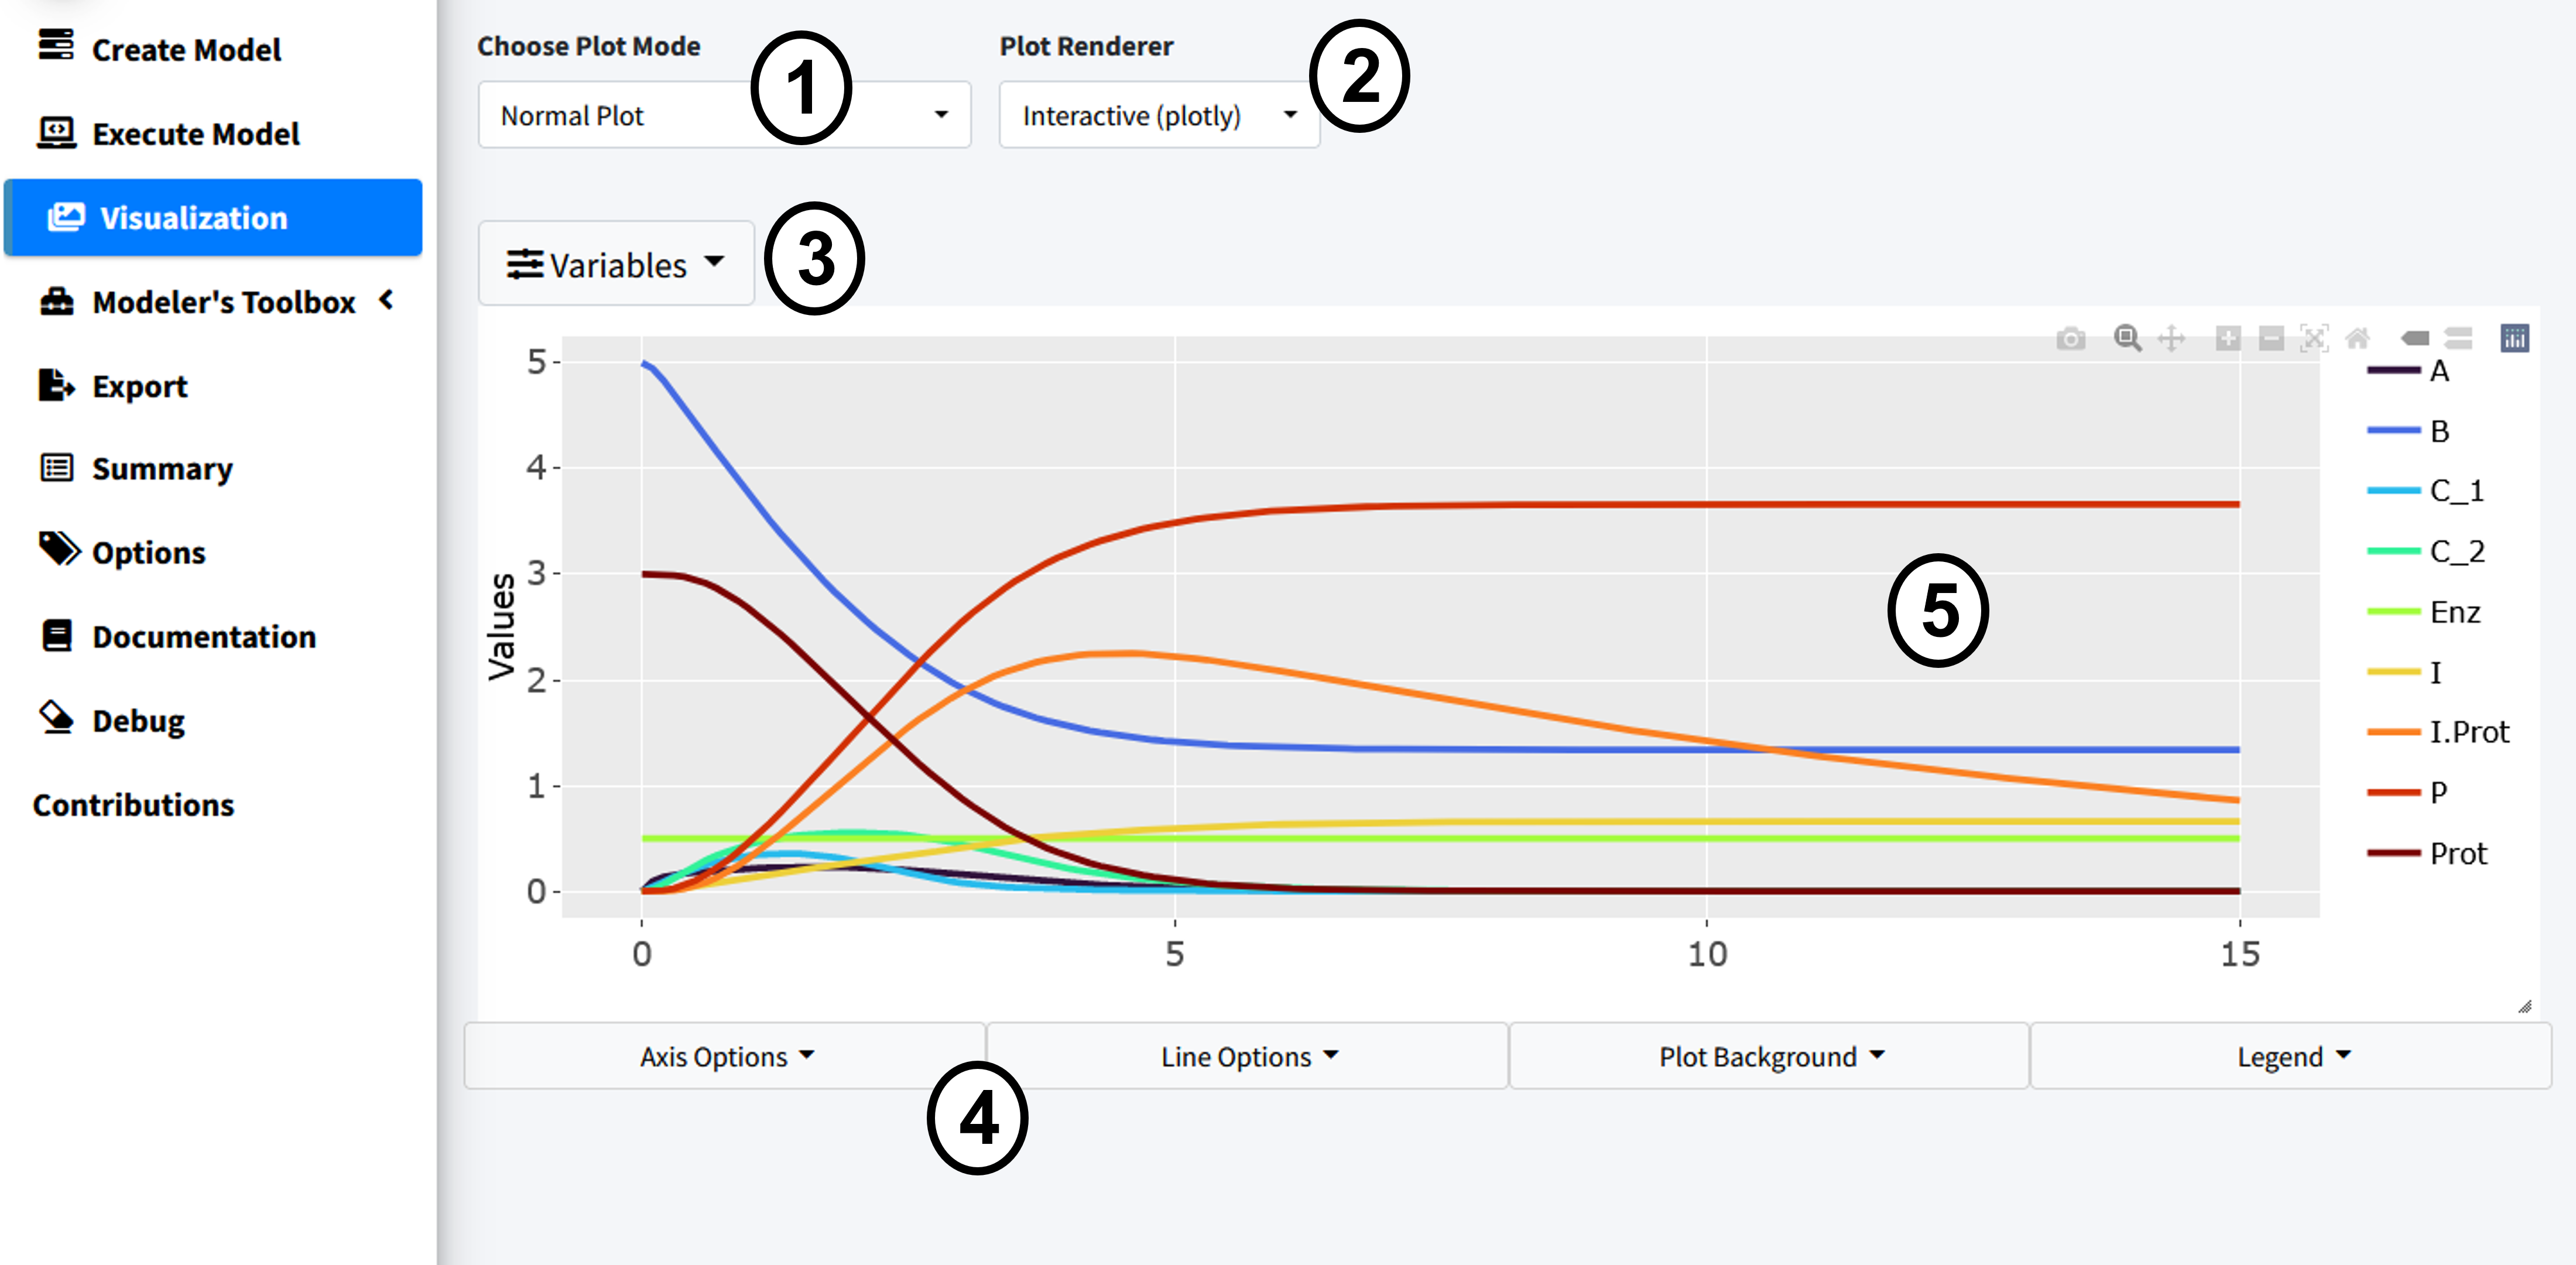 Create Model
Execute Model
Visualization
Modeler's Toolbox
Export
Summary
Options
Documentation
Debug
Contributions
Choose Plot Mode
1
Plot Renderer
2
Normal Plot
Interactive (plotly)
Variables
3
Values
5
4
3
2
1
0
0
5
10
15
5
A
B
C_1
C_2
Enz
I
I.Prot
P
Prot
Axis Options
Line Options
Plot Background
Legend
4